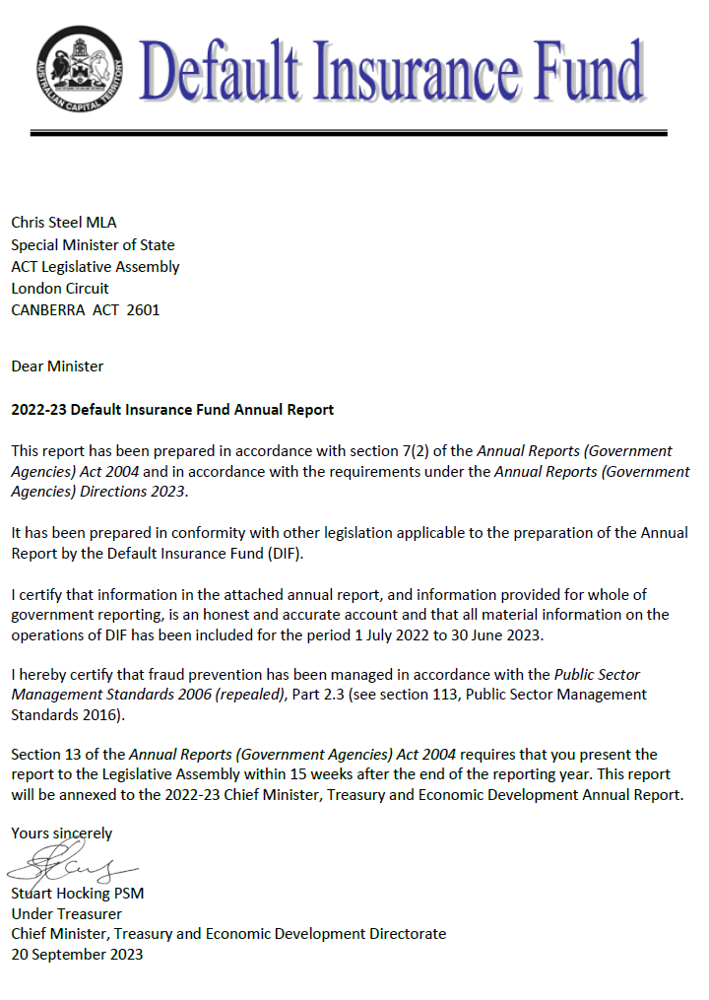 AUSTRALIAN CAPITAL TERRITORY
Default Insurance Fund
Chris Steel MLA
Special Minister of State
ACT Legislative Assembly
London Circuit
CANBERRA ACT 2601
Dear Minister
2022-23 Default Insurance Fund Annual Report
This report has been prepared in accordance with section 7(2) of the Annual Reports (Government
Agencies) Act 2004 and in accordance with the requirements under the Annual Reports (Government
Agencies) Directions 2023.
It has been prepared in conformity with other legislation applicable to the preparation of the Annual
Report by the Default Insurance Fund (DIF).
I certify that information in the attached annual report, and information provided for whole of
government reporting, is an honest and accurate account and that all material information on the
operations of DIF has been included for the period 1 July 2022 to 30 June 2023.
I hereby certify that fraud prevention has been managed in accordance with the Public Sector
Management Standards 2006 (repealed), Part 2.3 (see section 113, Public Sector Management
Standards 2016).
Section 13 of the Annual Reports (Government Agencies) Act 2004 requires that you present the
report to the Legislative Assembly within 15 weeks after the end of the reporting year. This report
will be annexed to the 2022-23 Chief Minister, Treasury and Economic Development Annual Report.
Yours sincerely
Stuart Hocking PSM
Under Treasurer
Chief Minister, Treasury and Economic Development Directorate
20 September 2023